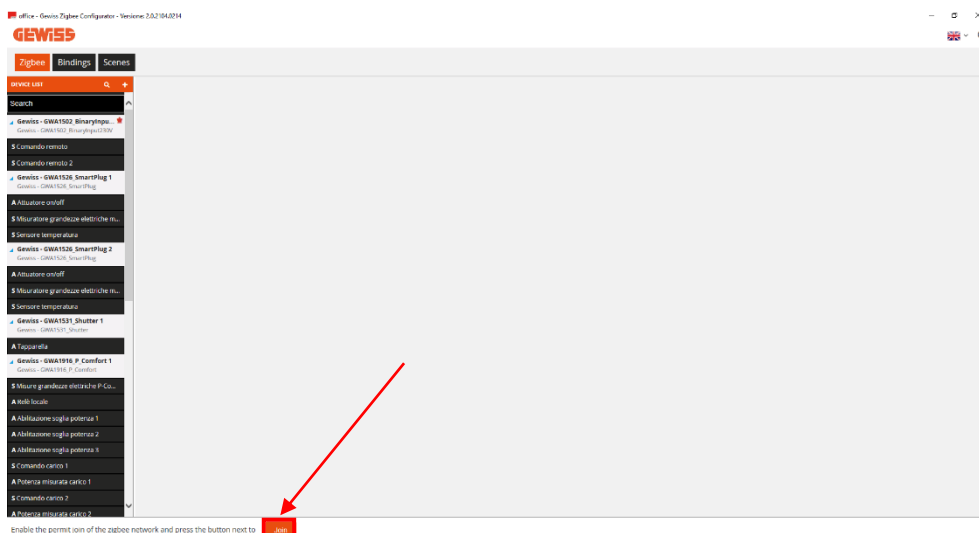 office - Gewiss Zigbee Configurator - Versione: 2.0.2104.0214
GEWISS
Zigbee Bindings Scenes
DEVICE LIST
Search
Gewiss - GWA1502_BinaryInpu...
Gewiss - GWA1502_BinaryInput230V
S Comando remoto
S Comando remoto 2
Gewiss - GWA1526_SmartPlug 1
Gewiss - GWA1526_SmartPlug
A Attuatore on/off
S Misuratore grandezze elettriche m...
S Sensore temperatura
Gewiss - GWA1526_SmartPlug 2
Gewiss - GWA1526_SmartPlug
A Attuatore on/off
S Misuratore grandezze elettriche m...
S Sensore temperatura
Gewiss - GWA1531_Shutter 1
Gewiss - GWA1531_Shutter
A Tapparella
Gewiss - GWA1916_P_Comfort 1
Gewiss - GWA1916_P_Comfort
S Misure grandezze elettriche P-Co...
A Relè locale
A Abilitazione soglia potenza 1
A Abilitazione soglia potenza 2
A Abilitazione soglia potenza 3
S Comando carico 1
A Potenza misurata carico 1
S Comando carico 2
A Potenza misurata carico 2
Enable the permit join of the zigbee network and press the button next to Join